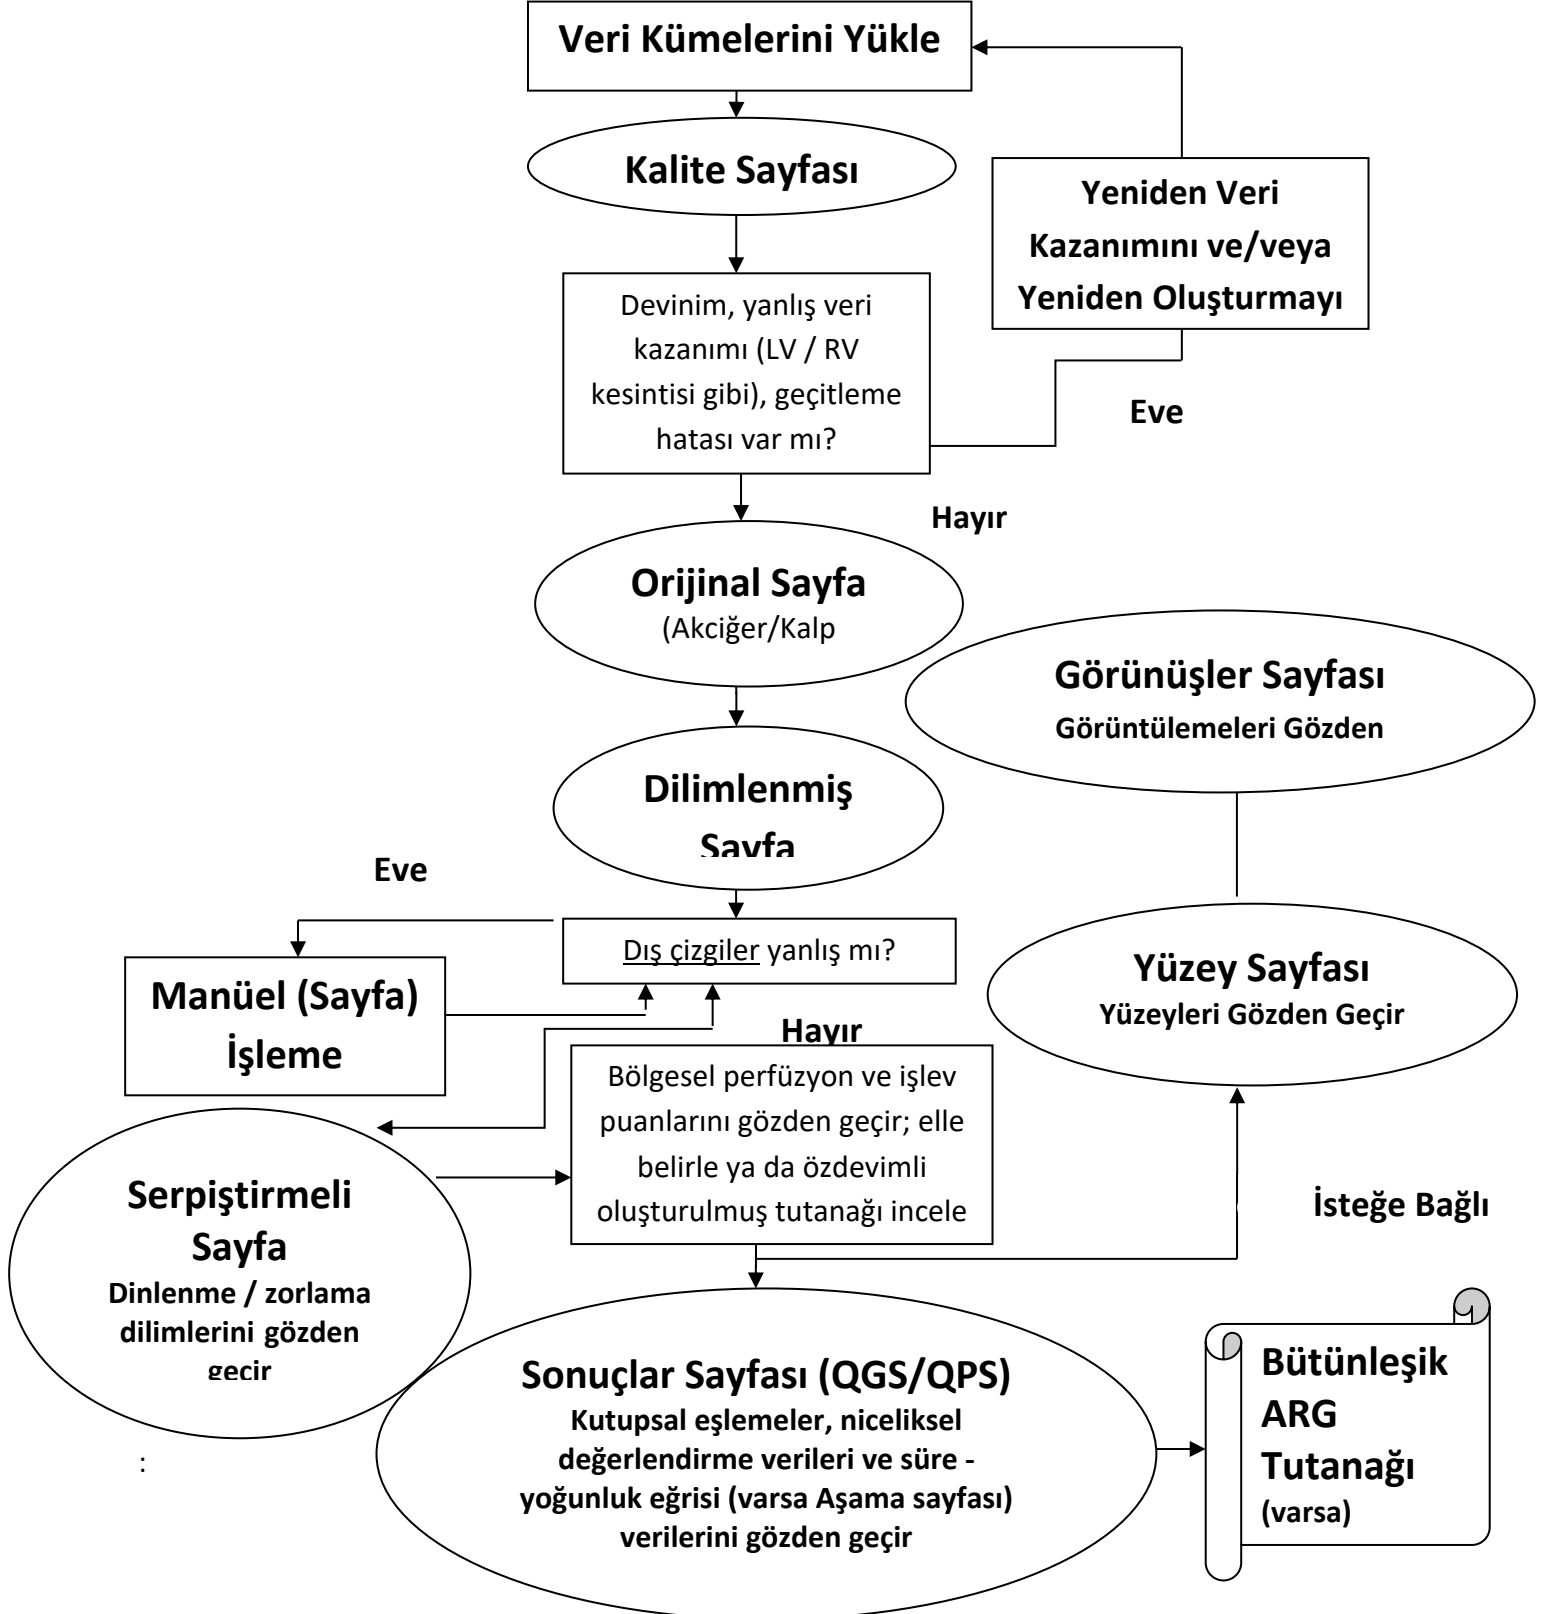 Veri Kümelerini Yükle
Kalite Sayfası
Yeniden Veri
Kazanımını ve/veya
Yeniden Oluşturmayı
Devinim, yanlış veri
kazanımı (LV / RV
kesintisi gibi), geçitleme
hatası var mı?
Eve
Hayır
Orijinal Sayfa
(Akciğer/Kalp
Görünüşler Sayfası
Görüntülemeleri Gözden
Dilimlenmiş
Sayfa
Eve
Dış çizgiler yanlış mı?
Yüzey Sayfası
Yüzeyleri Gözden Geçir
Manüel (Sayfa)
İşleme
Hayır
Bölgesel perfüzyon ve işlev
puanlarını gözden geçir; elle
belirle ya da özdevimli
oluşturulmuş tutanağı incele
Serpiştirmeli
Sayfa
Dinlenme / zorlama
dilimlerini gözden
geçir
İsteğe Bağlı
Sonuçlar Sayfası (QGS/QPS)
Kutupsal eşlemeler, niceliksel
değerlendirme verileri ve süre -
yoğunluk eğrisi (varsa Aşama sayfası)
verilerini gözden geçir
Bütünleşik
ARG
Tutanağı
(varsa)
: